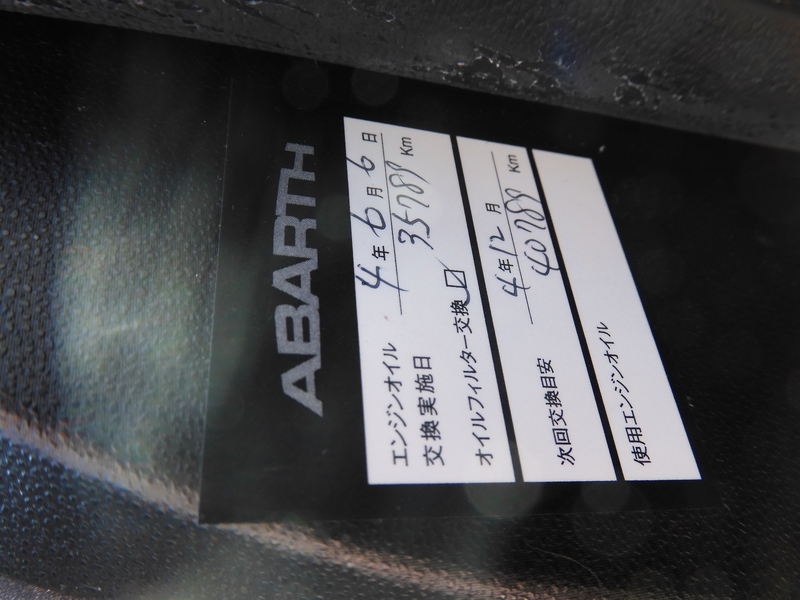 ABARTH
エンジンオイル 4年6月6日
交換実施日 35789 Km
オイルフィルター交換 ☑
次回交換目安 4年12月
40789 Km
使用エンジンオイル